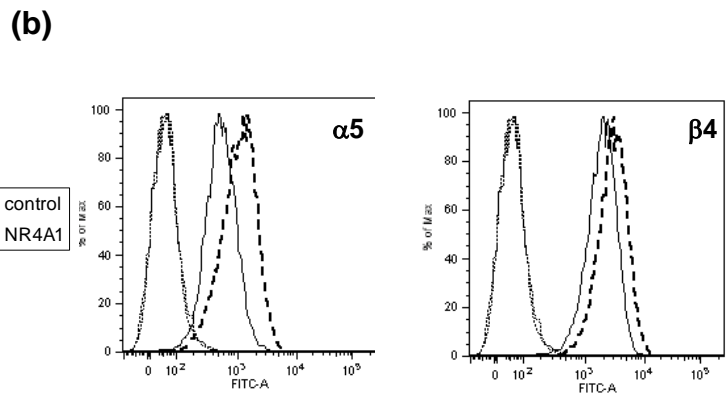 (b)
control
NR4A1
α5
% of Max
100
80
60
40
20
0
0 10² 10³ 10⁴ 10⁵
FITC-A
β4
% of Max
100
80
60
40
20
0
0 10² 10³ 10⁴ 10⁵
FITC-A